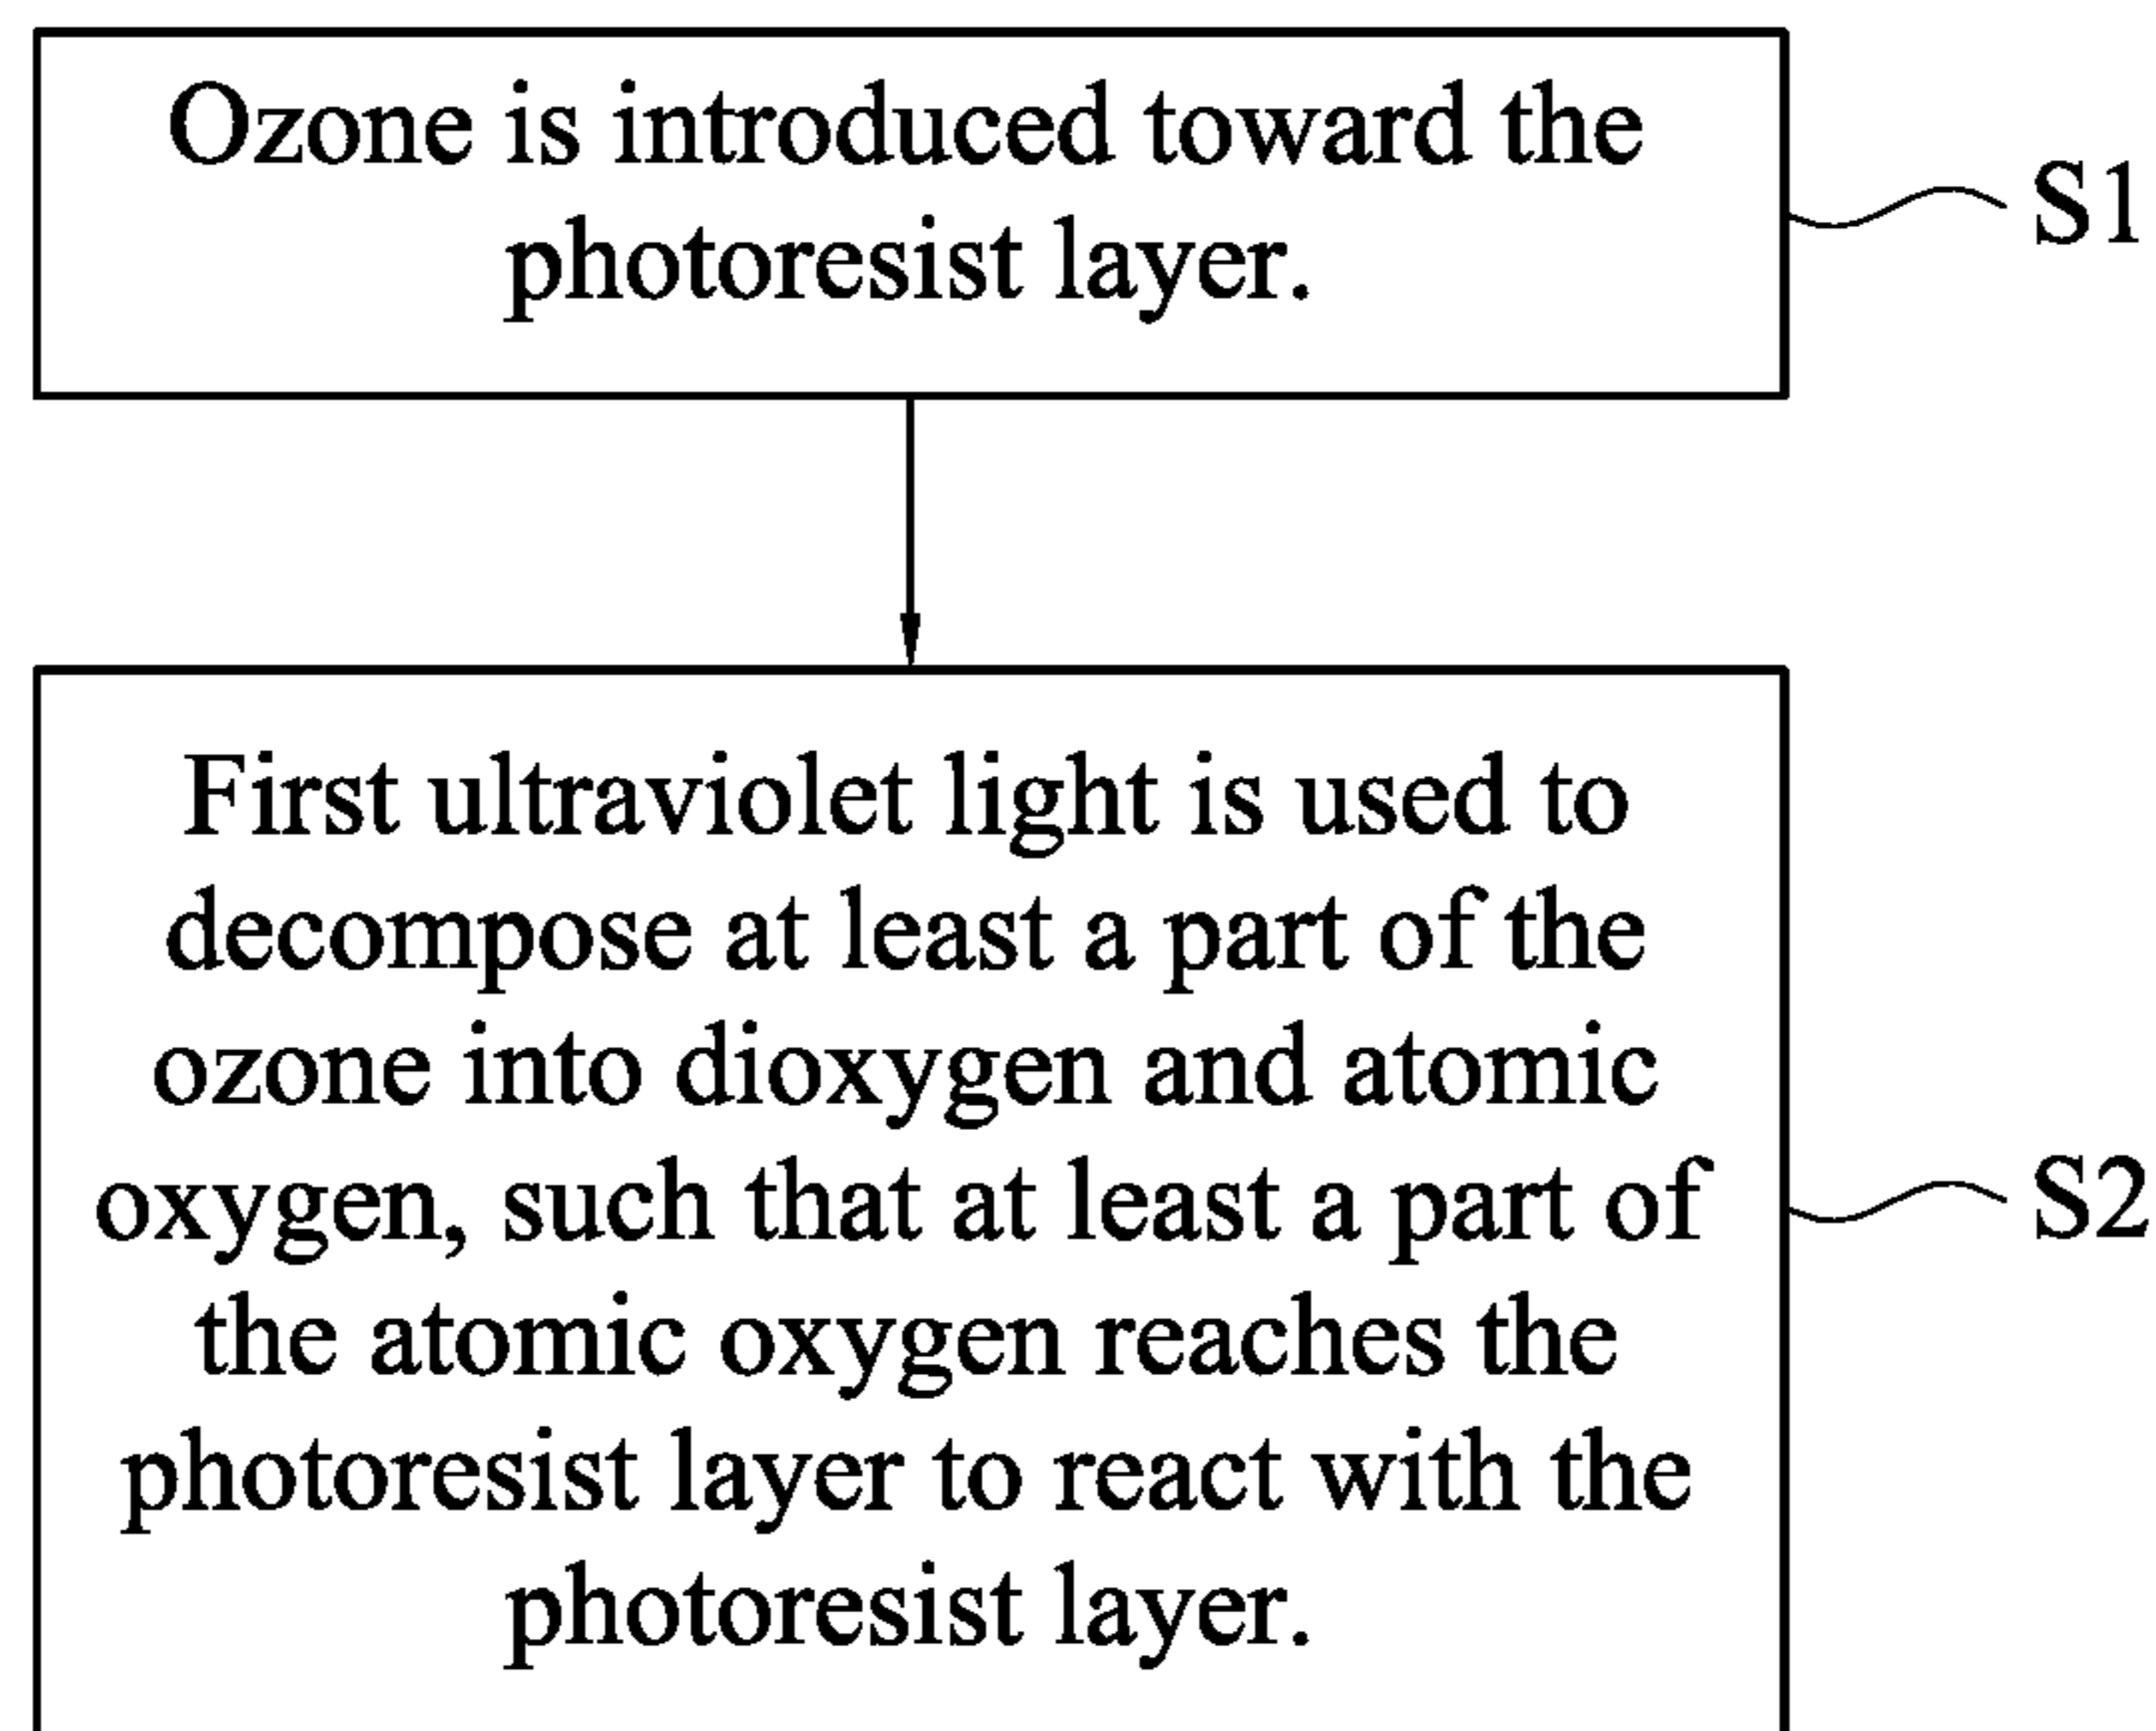 Ozone is introduced toward the
photoresist layer.
S1
First ultraviolet light is used to
decompose at least a part of the
ozone into dioxygen and atomic
oxygen, such that at least a part of
the atomic oxygen reaches the
photoresist layer to react with the
photoresist layer.
S2